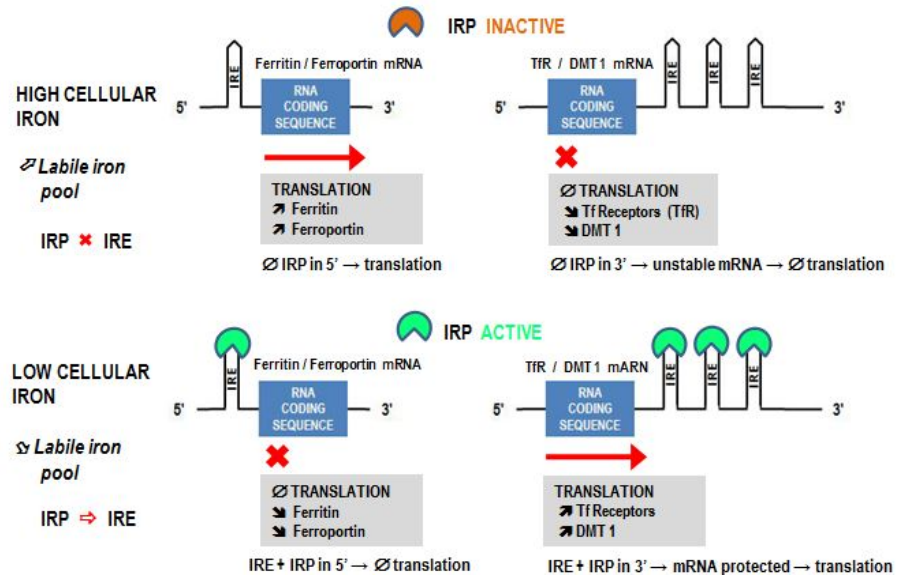 IRP INACTIVE
Ferritin / Ferroportin mRNA
TfR / DMT 1 mRNA
HIGH CELLULAR
IRON
5'
IRE
RNA
CODING
SEQUENCE
3'
5'
RNA
CODING
SEQUENCE
IRE
IRE
IRE
3'
Labile iron
pool
IRP ✖ IRE
TRANSLATION
↗ Ferritin
↗ Ferroportin
Ø TRANSLATION
↘ Tf Receptors (TfR)
↘ DMT 1
Ø IRP in 5' → translation
Ø IRP in 3' → unstable mRNA → Ø translation
IRP ACTIVE
Ferritin / Ferroportin mRNA
TfR / DMT 1 mARN
LOW CELLULAR
IRON
5'
IRE
RNA
CODING
SEQUENCE
3'
5'
RNA
CODING
SEQUENCE
IRE
IRE
IRE
3'
Labile iron
pool
IRP ⇨ IRE
Ø TRANSLATION
↘ Ferritin
↘ Ferroportin
TRANSLATION
↗ Tf Receptors
↗ DMT 1
IRE + IRP in 5' → Ø translation
IRE + IRP in 3' → mRNA protected → translation